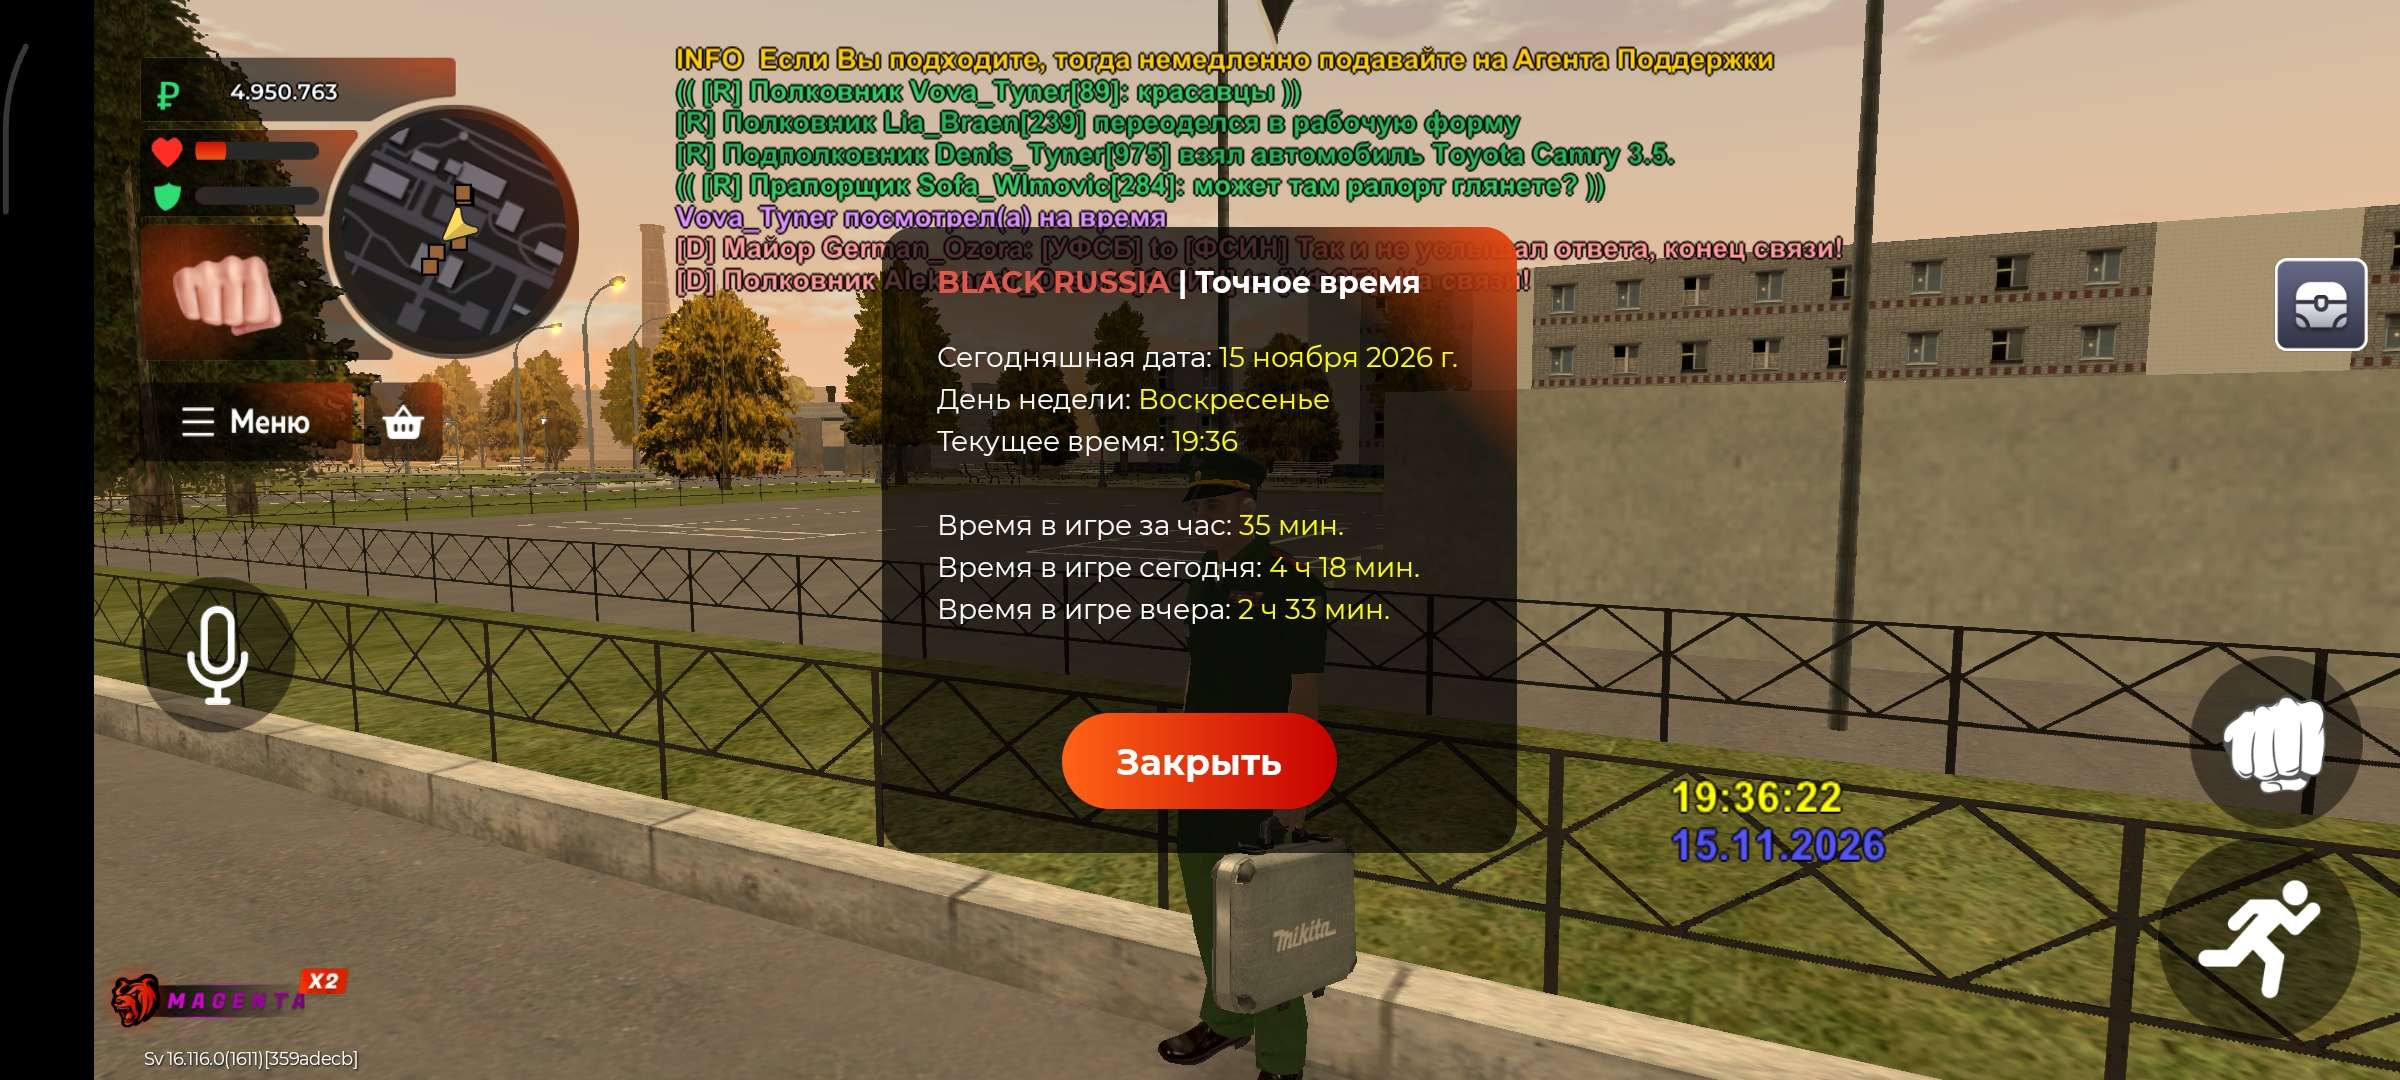 INFO Если Вы подходите, тогда немедленно подавайте на Агента Поддержки
(( [R] Полковник Vova_Tyner[89]: красавцы ))
[R] Полковник Lia_Braen[239] переоделся в рабочую форму
[R] Подполковник Denis_Tyner[975] взял автомобиль Toyota Camry 3.5.
(( [R] Прапорщик Sofa_Wlmovic[284]: может там рапорт глянете? ))
Vova_Tyner посмотрел(а) на время
[D] Майор German_Ozora: [УФСБ] to [ФСИН] Так и не услышал ответа, конец связи!
[D] Полковник связи!
4.950.763
BLACK RUSSIA | Точное время
Сегодняшная дата: 15 ноября 2026 г.
День недели: Воскресенье
Текущее время: 19:36
Время в игре за час: 35 мин.
Время в игре сегодня: 4 ч 18 мин.
Время в игре вчера: 2 ч 33 мин.
Закрыть
Меню
19:36:22
15.11.2026
mikita
MAGENTA X2
Sv 16.116.0(1611)[359adecb]